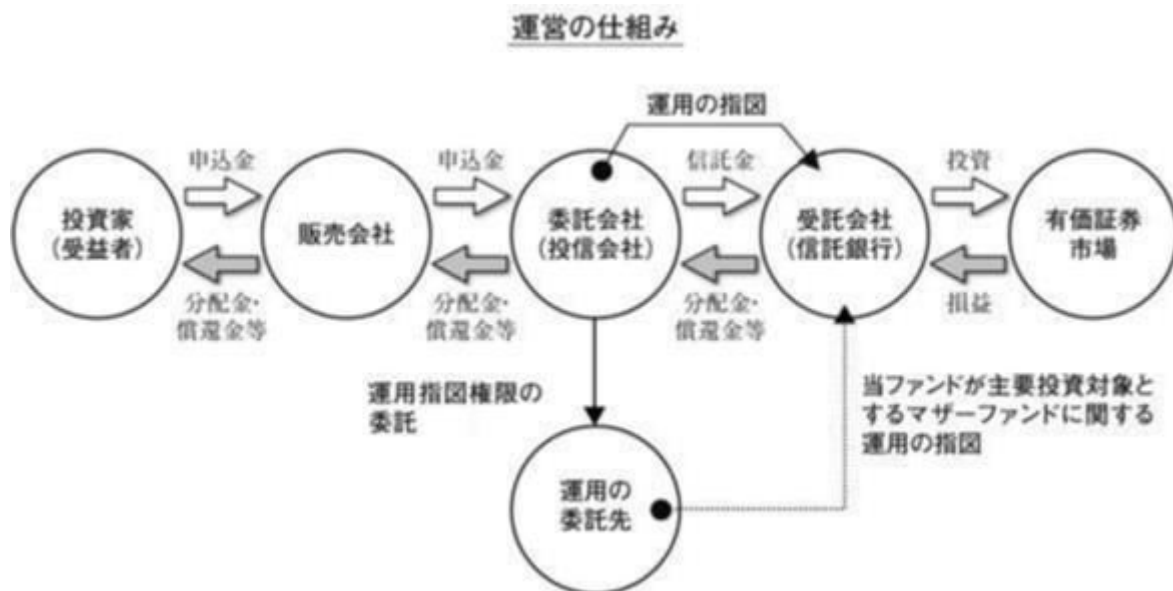 運営の仕組み
運用の指図
申込金
申込金
信託金
投資
投資家
(受益者)
販売会社
委託会社
(投信会社)
受託会社
(信託銀行)
有価証券
市場
分配金・
償還金等
分配金・
償還金等
分配金・
償還金等
損益
運用指図権限の
委託
当ファンドが主要投資対象と
するマザーファンドに関する
運用の指図
運用の
委託先